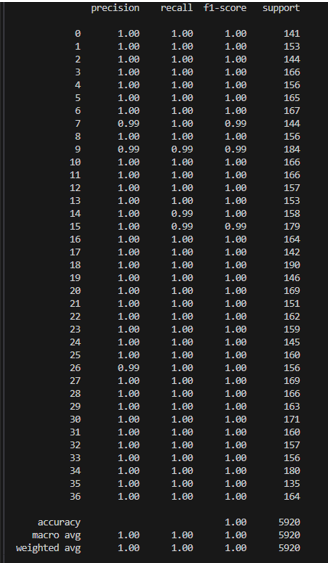 precision recall f1-score support
0 1.00 1.00 1.00 141
1 1.00 1.00 1.00 153
2 1.00 1.00 1.00 144
3 1.00 1.00 1.00 166
4 1.00 1.00 1.00 156
5 1.00 1.00 1.00 165
6 1.00 1.00 1.00 167
7 0.99 1.00 0.99 144
8 1.00 1.00 1.00 156
9 0.99 0.99 0.99 184
10 1.00 1.00 1.00 166
11 1.00 1.00 1.00 166
12 1.00 1.00 1.00 157
13 1.00 1.00 1.00 153
14 1.00 0.99 1.00 158
15 1.00 0.99 0.99 179
16 1.00 1.00 1.00 164
17 1.00 1.00 1.00 142
18 1.00 1.00 1.00 190
19 1.00 1.00 1.00 146
20 1.00 1.00 1.00 169
21 1.00 1.00 1.00 151
22 1.00 1.00 1.00 162
23 1.00 1.00 1.00 159
24 1.00 1.00 1.00 145
25 1.00 1.00 1.00 160
26 0.99 1.00 1.00 156
27 1.00 1.00 1.00 169
28 1.00 1.00 1.00 166
29 1.00 1.00 1.00 163
30 1.00 1.00 1.00 171
31 1.00 1.00 1.00 160
32 1.00 1.00 1.00 157
33 1.00 1.00 1.00 156
34 1.00 1.00 1.00 180
35 1.00 1.00 1.00 135
36 1.00 1.00 1.00 164
accuracy 1.00 5920
macro avg 1.00 1.00 1.00 5920
weighted avg 1.00 1.00 1.00 5920